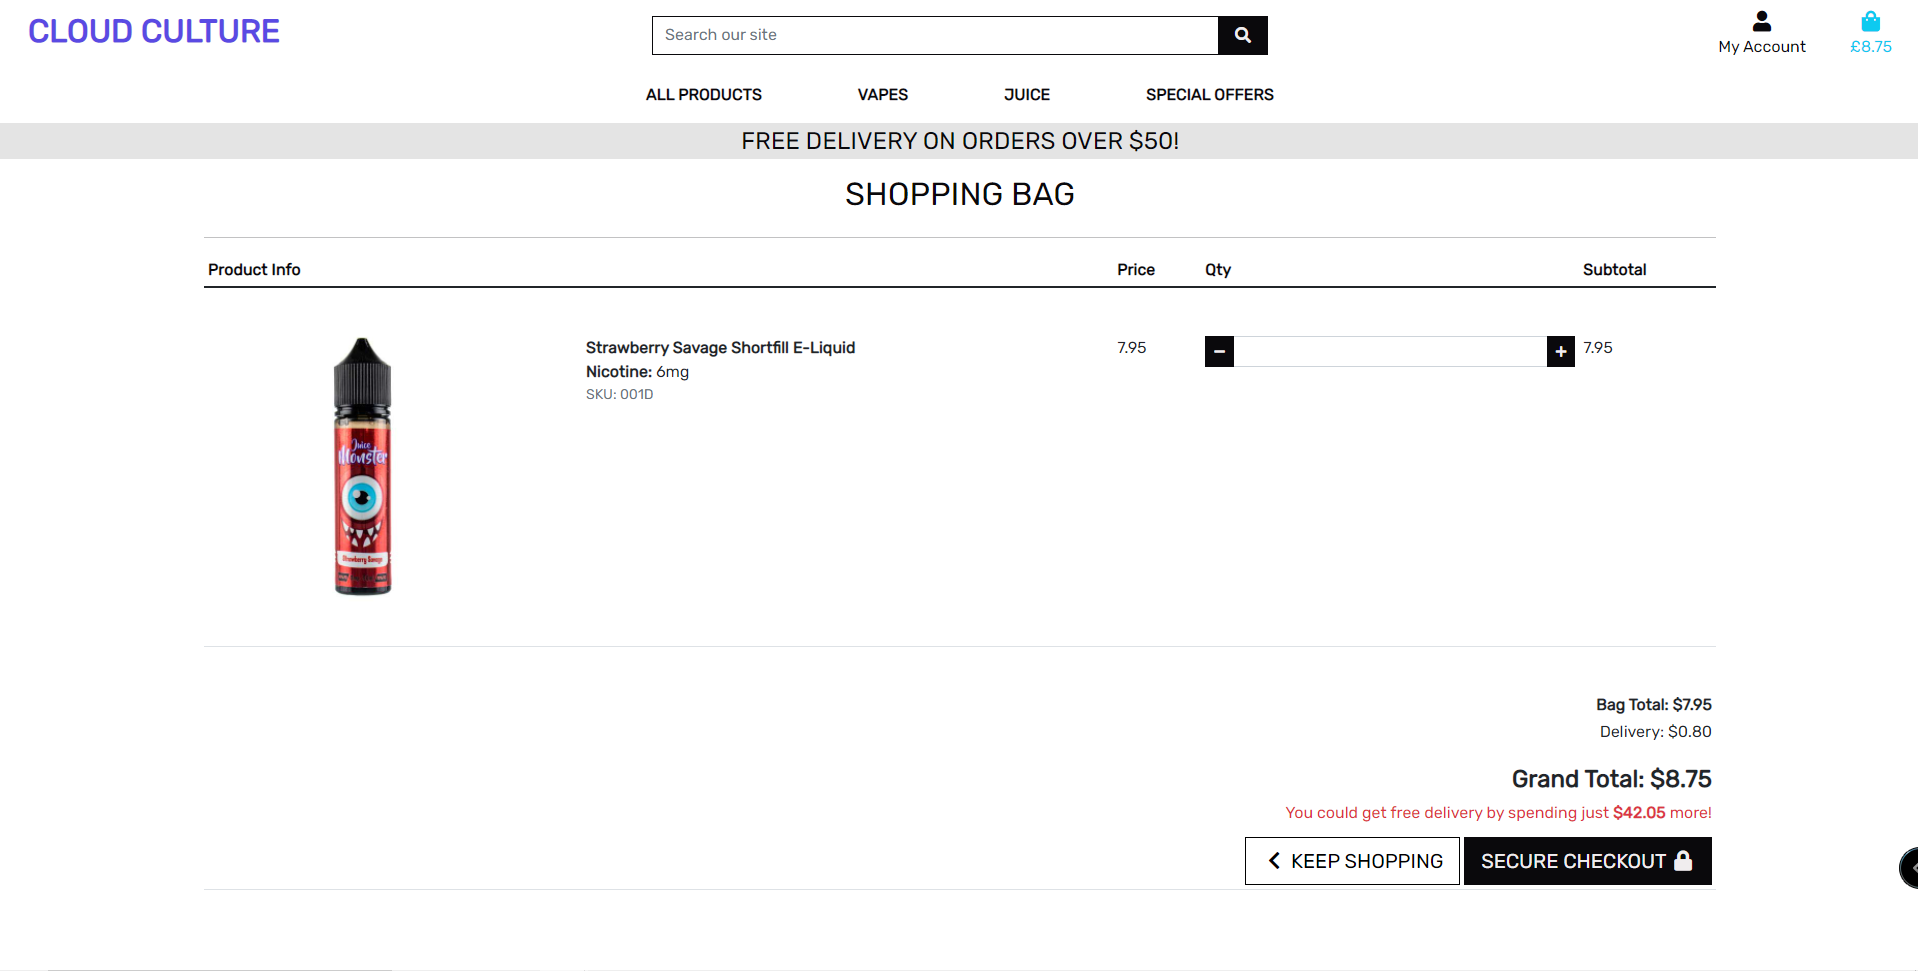 CLOUD CULTURE
Search our site
My Account
£8.75
ALL PRODUCTS VAPES JUICE SPECIAL OFFERS
FREE DELIVERY ON ORDERS OVER $50!
SHOPPING BAG
Product Info Price Qty Subtotal
Strawberry Savage Shortfill E-Liquid 7.95 − + 7.95
Nicotine: 6mg
SKU: 001D
Juice
Monster
Strawberry Savage
Bag Total: $7.95
Delivery: $0.80
Grand Total: $8.75
You could get free delivery by spending just $42.05 more!
KEEP SHOPPING SECURE CHECKOUT